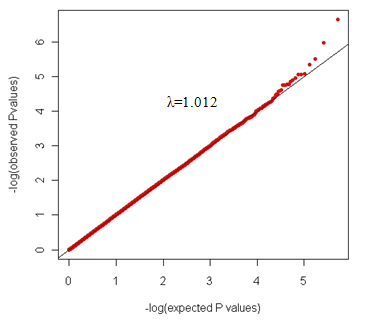 6
5
4
3
2
1
0
-log(observed Pvalues)
λ=1.012
0 1 2 3 4 5
-log(expected P values)